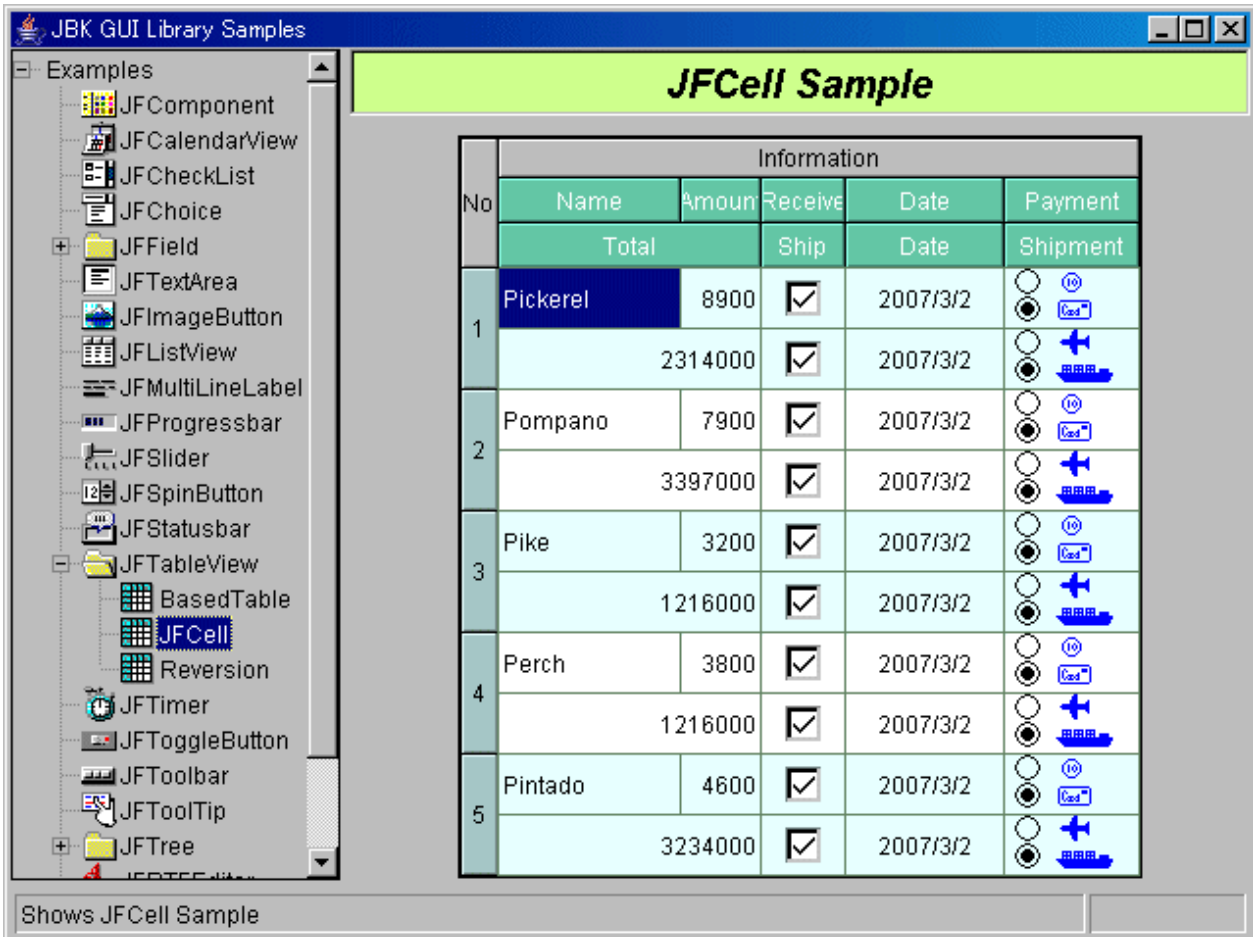 JBK GUI Library Samples
Examples
JFComponent
JFCalendarView
JFCheckList
JFChoice
JFField
JFTextArea
JFImageButton
JFListView
JFMultiLineLabel
JFProgressbar
JFSlider
JFSpinButton
JFStatusbar
JFTableView
BasedTable
JFCell
Reversion
JFTimer
JFToggleButton
JFToolbar
JFToolTip
JFTree
JFCell Sample
No Information
Name Amoun Receive Date Payment
Total Ship Date Shipment
1 Pickerel 8900 2007/3/2
2314000 2007/3/2
2 Pompano 7900 2007/3/2
3397000 2007/3/2
3 Pike 3200 2007/3/2
1216000 2007/3/2
4 Perch 3800 2007/3/2
1216000 2007/3/2
5 Pintado 4600 2007/3/2
3234000 2007/3/2
Shows JFCell Sample